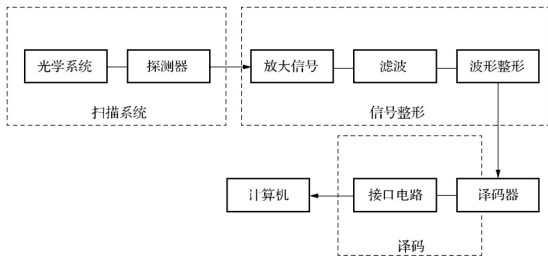 光学系统
探测器
放大信号
滤波
波形整形
扫描系统
信号整形
计算机
接口电路
译码器
译码